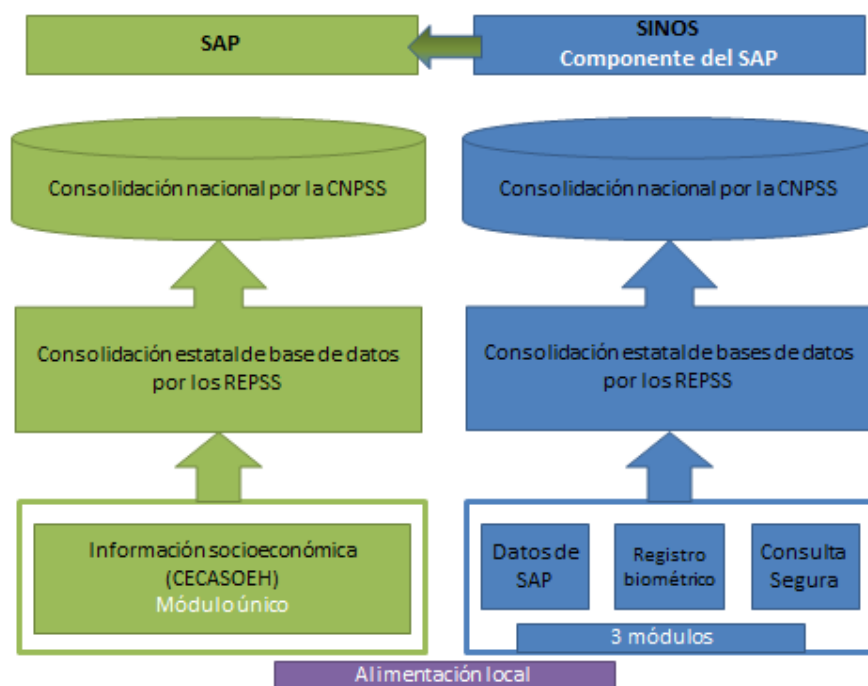 SAP
SINOS
Componente del SAP
Consolidación nacional por la CNPSS
Consolidación nacional por la CNPSS
Consolidación estatal de base de datos
por los REPSS
Consolidación estatal de bases de datos
por los REPSS
Información socioeconómica
(CECASOEH)
Módulo único
Datos de
SAP
Registro
biométrico
Consulta
Segura
3 módulos
Alimentación local